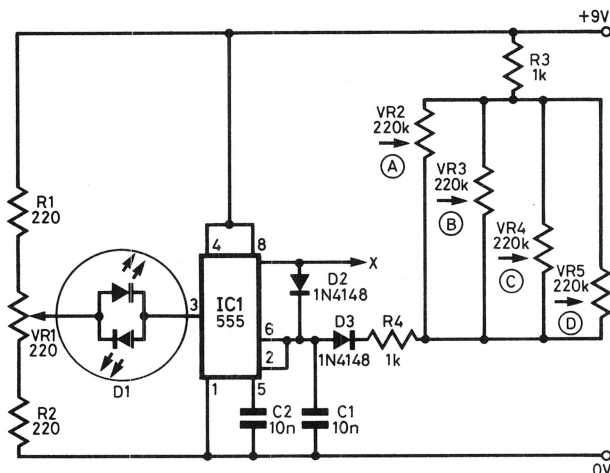 +9V
R3
1k
VR2
220k
A
VR3
220k
B
VR4
220k
C
VR5
220k
D
R1
220
VR1
220
R2
220
D1
3
4
8
IC1
555
6
2
1
5
X
D2
1N4148
D3
1N4148
R4
1k
C2
10n
C1
10n
0V